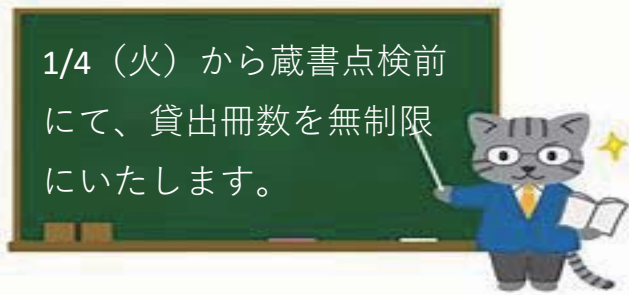 1/4（火）から蔵書点検前
にて、貸出冊数を無制限
にいたします。